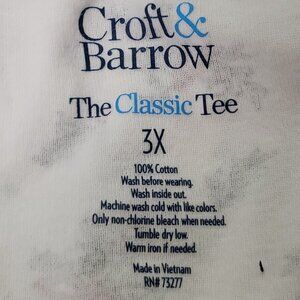 Croft&
Barrow
The Classic Tee
3X
100% Cotton
Wash before wearing.
Wash inside out.
Machine wash cold with like colors.
Only non-chlorine bleach when needed.
Tumble dry low.
Warm iron if needed.
Made in Vietnam
RN# 73277